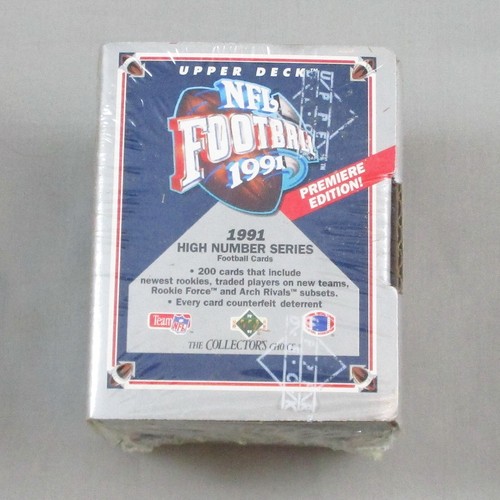 UPPER DECK
NFL
FOOTBALL
1991
PREMIERE
EDITION!
1991
HIGH NUMBER SERIES
Football Cards
• 200 cards that include
newest rookies, traded players on new teams,
Rookie Force™ and Arch Rivals™ subsets.
• Every card counterfeit deterrent
Team NFL
THE COLLECTOR'S CHOICE